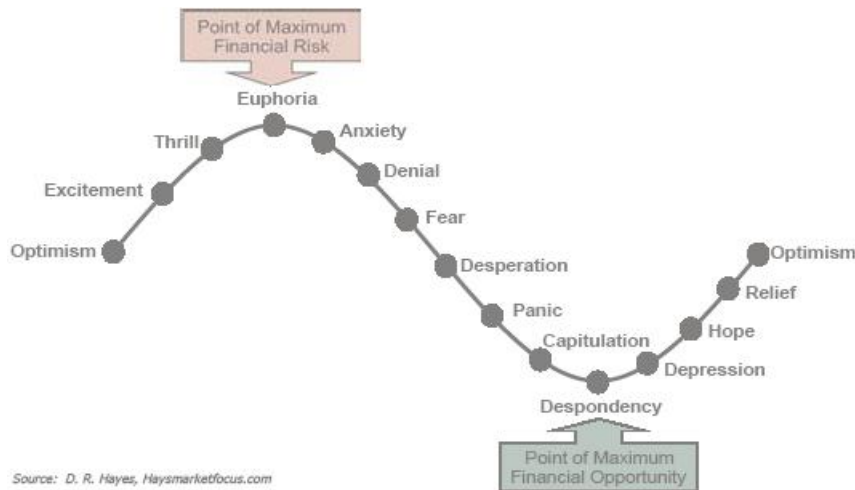 Point of Maximum
Financial Risk
Euphoria
Thrill
Anxiety
Excitement
Denial
Fear
Optimism
Desperation
Optimism
Panic
Relief
Capitulation
Hope
Depression
Despondency
Point of Maximum
Financial Opportunity
Source: D. R. Hayes, Haysmarketfocus.com